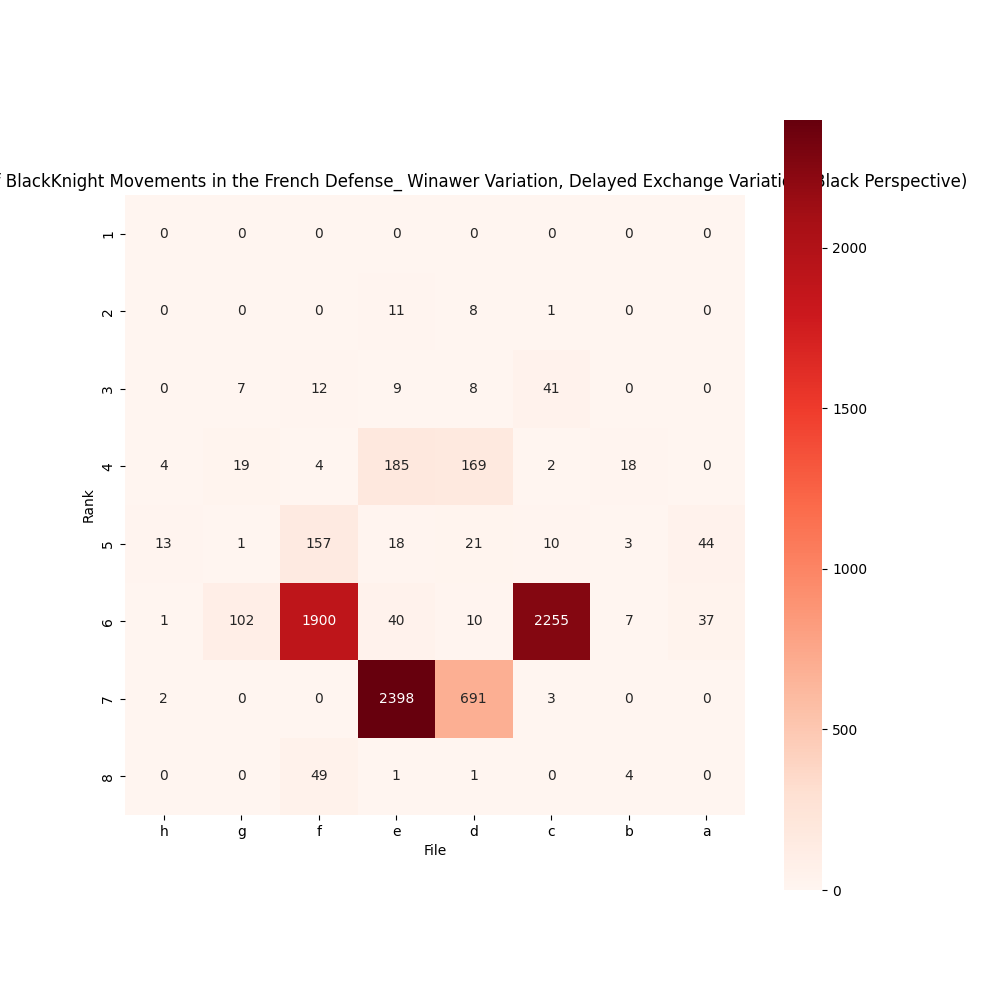 BlackKnight Movements in the French Defense_ Winawer Variation, Delayed Exchange Black Perspective)
1 0 0 0 0 0 0 0 0
2 0 0 0 11 8 1 0 0
3 0 7 12 9 8 41 0 0
4 4 19 4 185 169 2 18 0
5 13 1 157 18 21 10 3 44
6 1 102 1900 40 10 2255 7 37
7 2 0 0 2398 691 3 0 0
8 0 0 49 1 1 0 4 0
h g f e d c b a
File
Rank
2000
1500
1000
500
0